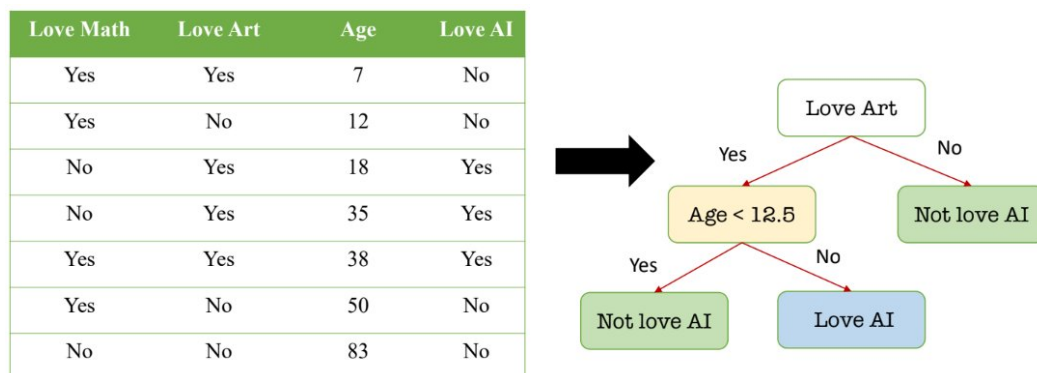 Love Math Love Art Age Love AI
Yes Yes 7 No
Yes No 12 No
No Yes 18 Yes
No Yes 35 Yes
Yes Yes 38 Yes
Yes No 50 No
No No 83 No
Love Art
Yes No
Age < 12.5 Not love AI
Yes No
Not love AI Love AI